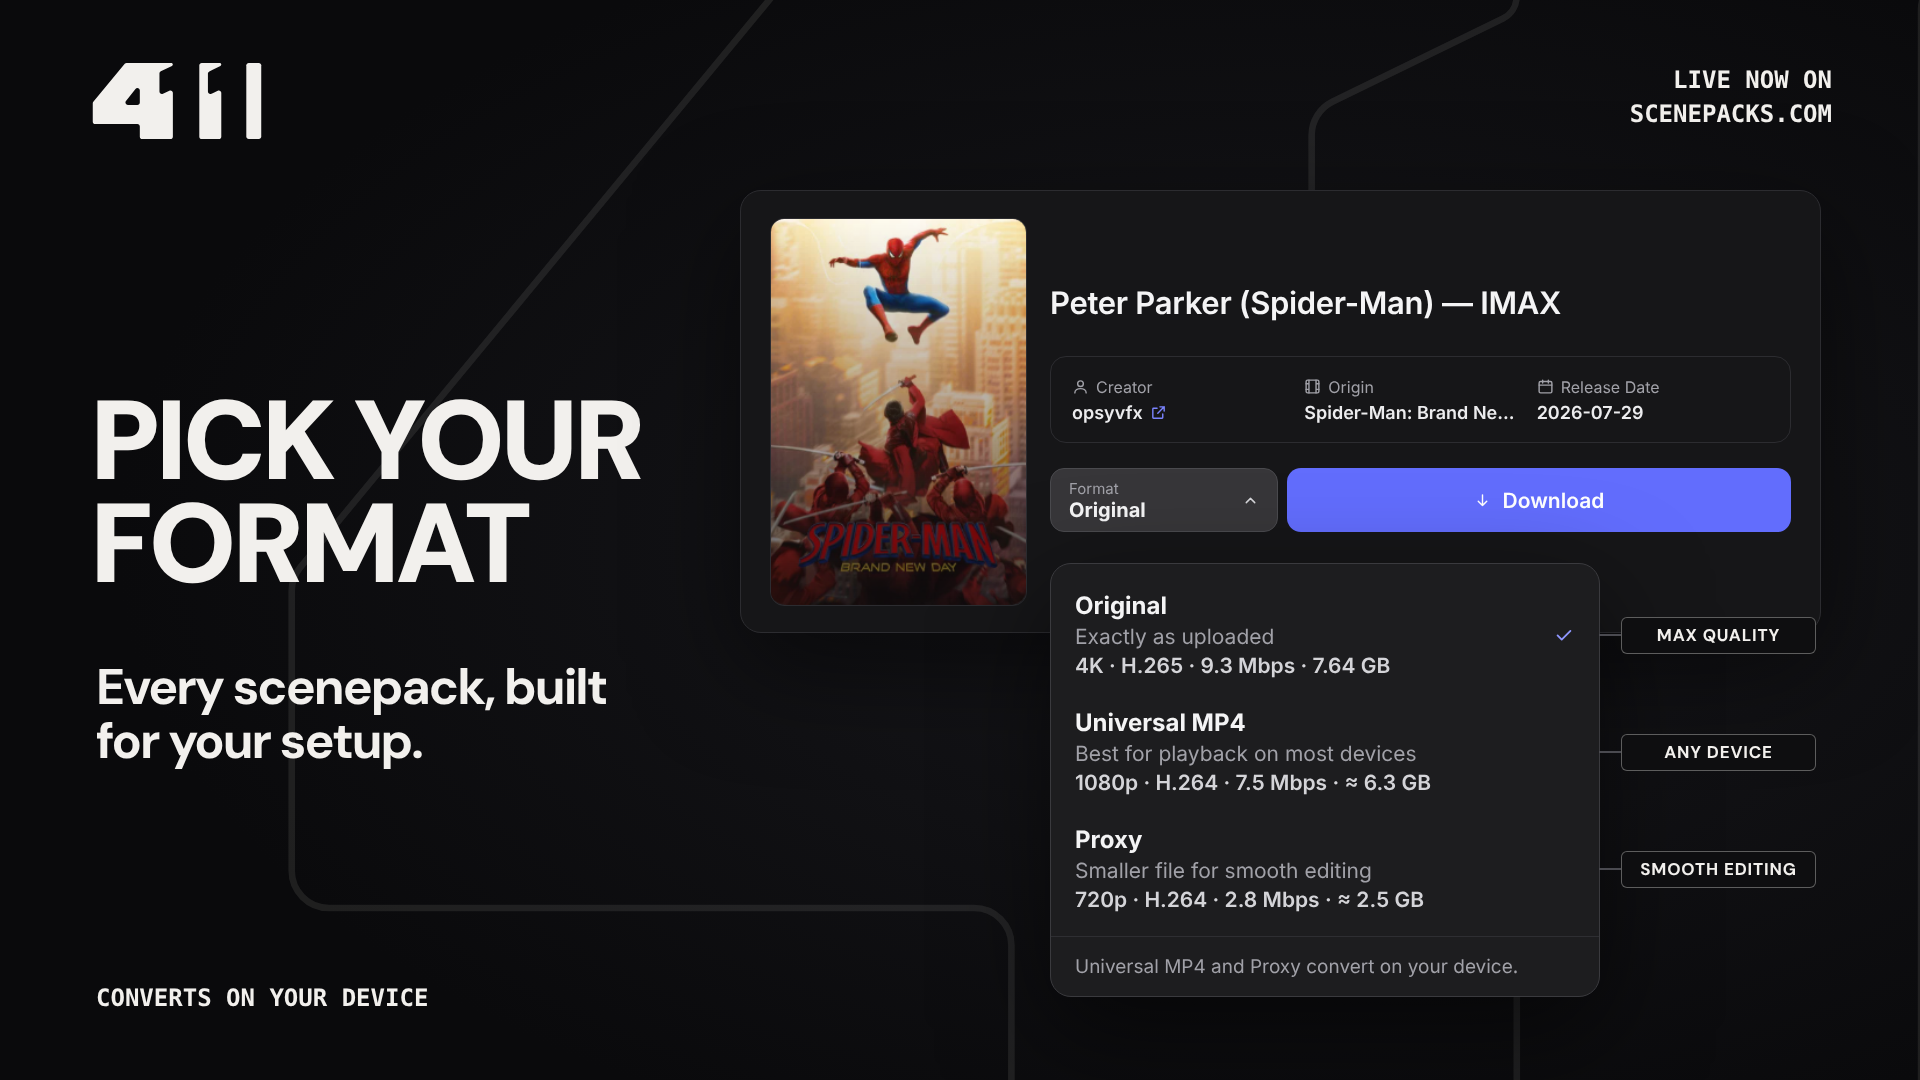 411
LIVE NOW ON
SCENEPACKS.COM
PICK YOUR
FORMAT
Every scenepack, built
for your setup.
CONVERTS ON YOUR DEVICE
SPIDER-MAN
BRAND NEW DAY
Peter Parker (Spider-Man) — IMAX
Creator
opsyvfx
Origin
Spider-Man: Brand Ne...
Release Date
2026-07-29
Format
Original
Download
Original
Exactly as uploaded
4K · H.265 · 9.3 Mbps · 7.64 GB
MAX QUALITY
Universal MP4
Best for playback on most devices
1080p · H.264 · 7.5 Mbps · ≈ 6.3 GB
ANY DEVICE
Proxy
Smaller file for smooth editing
720p · H.264 · 2.8 Mbps · ≈ 2.5 GB
SMOOTH EDITING
Universal MP4 and Proxy convert on your device.